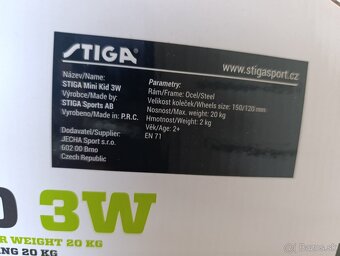 STIGA
www.stigasport.cz
Název/Name:
STIGA Mini Kid 3W
Výrobce/Made by:
STIGA Sports AB
Vyrobeno/Made in: P.R.C.
Dodavatel/Supplier:
JECHA Sport s.r.o.
602 00 Brno
Czech Republic
Parametry:
Rám/Frame: Ocel/Steel
Velikost koleček/Wheels size: 150/120 mm
Nosnost/Max. weight: 20 kg
Hmotnost/Weight: 2 kg
Věk/Age: 2+
EN 71
3W
WEIGHT 20 KG
20 KG
bazos.sk